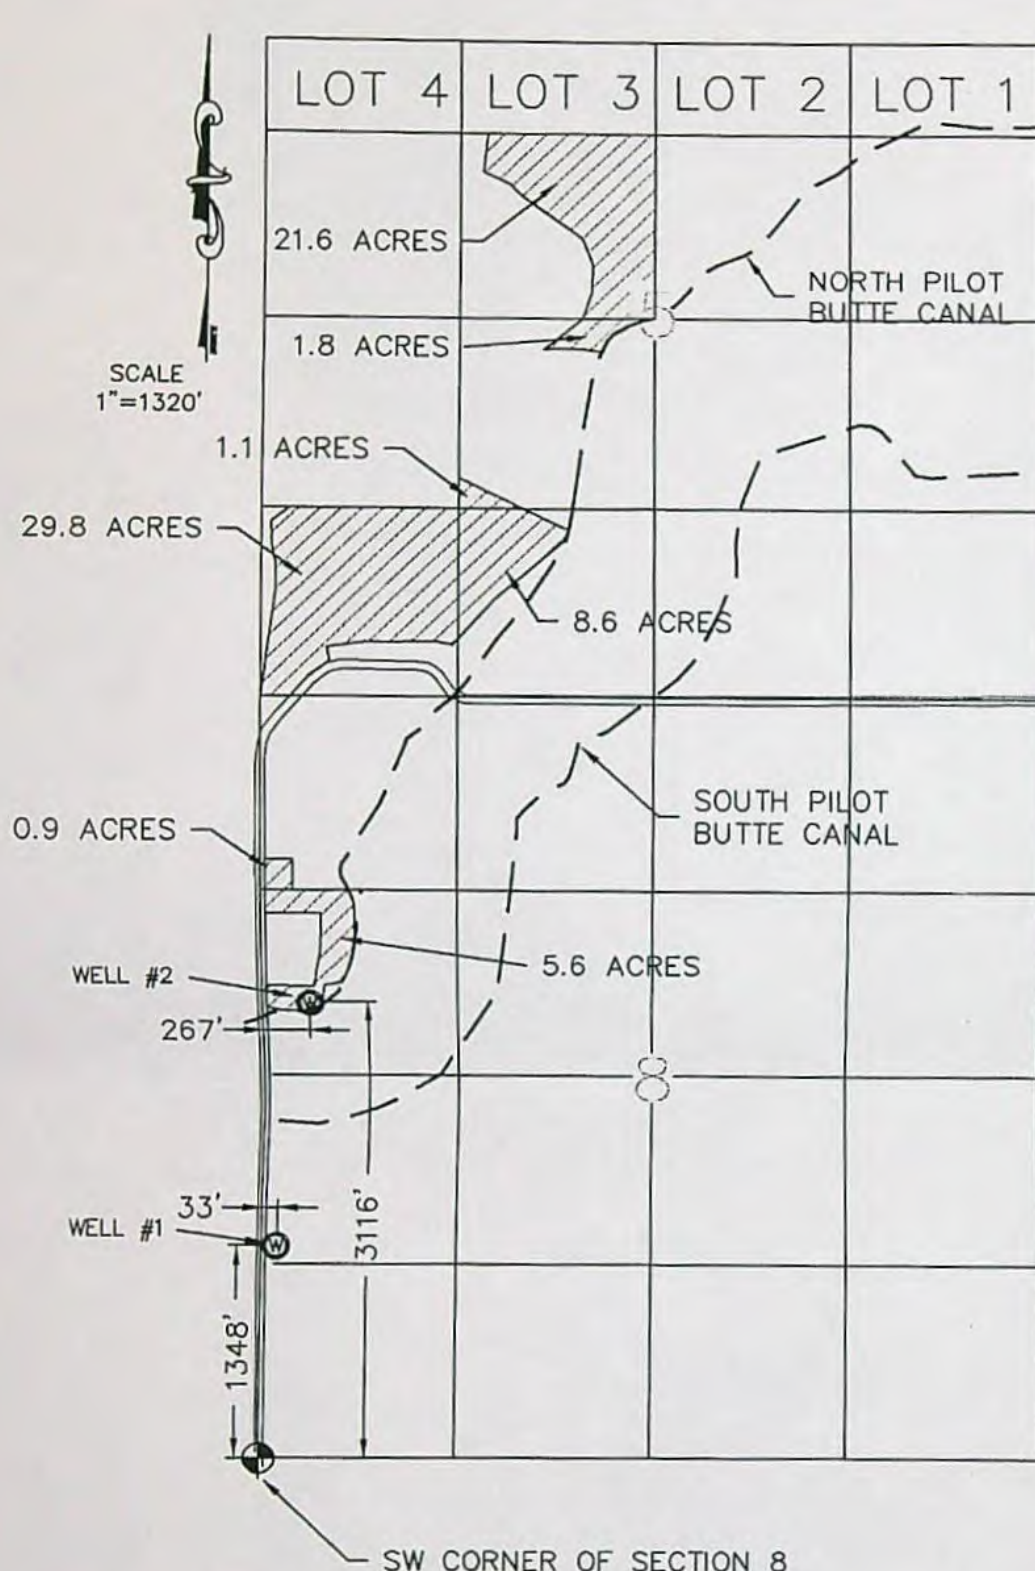 LOT 4
LOT 3
LOT 2
LOT 1
21.6 ACRES
NORTH PILOT
BUTTE CANAL
1.8 ACRES
SCALE
1"=1320'
1.1 ACRES
29.8 ACRES
8.6 ACRES
SOUTH PILOT
BUTTE CANAL
0.9 ACRES
5.6 ACRES
WELL #2
W
267'
8
33'
WELL #1
W
3116'
1348'
SW CORNER OF SECTION 8